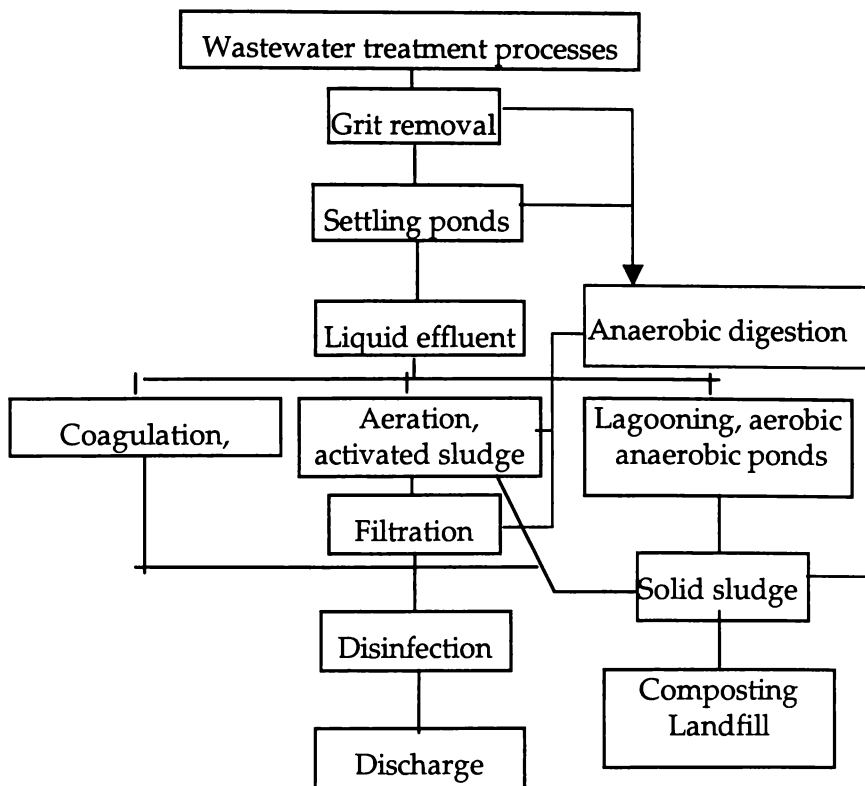 Wastewater treatment processes
Grit removal
Settling ponds
Liquid effluent
Anaerobic digestion
Coagulation,
Aeration,
activated sludge
Lagooning, aerobic
anaerobic ponds
Filtration
Solid sludge
Disinfection
Composting
Landfill
Discharge